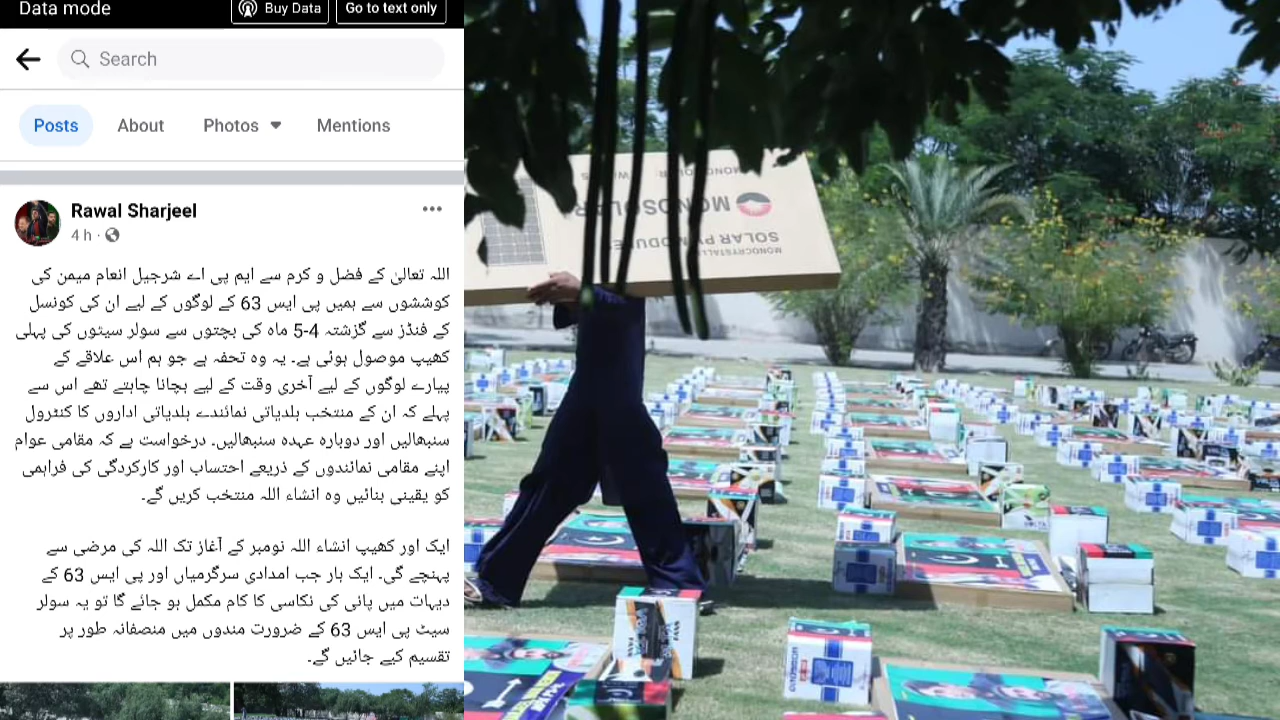 Data mode
Buy Data
Go to text only
Search
Posts
About
Photos
Mentions
Rawal Sharjeel
4 h
اللہ تعالیٰ کے فضل و کرم سے ایم پی اے شرجیل انعام میمن کی
کوششوں سے ہمیں پی ایس 63 کے لوگوں کے لیے ان کی کونسل
کے فنڈز سے گزشتہ 4-5 ماہ کی بچتوں سے سولر سیٹوں کی پہلی
کھیپ موصول ہوئی ہے۔ یہ وہ تحفہ ہے جو ہم اس علاقے کے
پیارے لوگوں کے لیے آخری وقت کے لیے بچانا چاہتے تھے اس سے
پہلے کہ ان کے منتخب بلدیاتی نمائندے بلدیاتی اداروں کا کنٹرول
سنبھالیں اور دوبارہ عہدہ سنبھالیں۔ درخواست ہے کہ مقامی عوام
اپنے مقامی نمائندوں کے ذریعے احتساب اور کارکردگی کی فراہمی
کو یقینی بنائیں وہ انشاء اللہ منتخب کریں گے۔
ایک اور کھیپ انشاء اللہ نومبر کے آغاز تک اللہ کی مرضی سے
پہنچے گی۔ ایک بار جب امدادی سرگرمیاں اور پی ایس 63 کے
دیہات میں پانی کی نکاسی کا کام مکمل ہو جائے گا تو یہ سولر
سیٹ پی ایس 63 کے ضرورت مندوں میں منصفانہ طور پر
تقسیم کیے جائیں گے۔
MONOSOLAR
SOLAR PV MODULE
MONOCRYSTALLINE
FANS